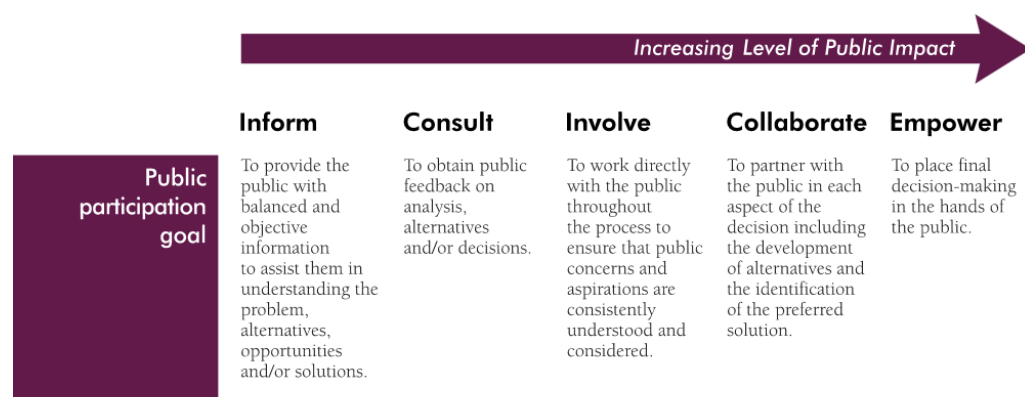 Increasing Level of Public Impact
Inform
Consult
Involve
Collaborate
Empower
Public
participation
goal
To provide the
public with
balanced and
objective
information
to assist them in
understanding the
problem,
alternatives,
opportunities
and/or solutions.
To obtain public
feedback on
analysis,
alternatives
and/or decisions.
To work directly
with the public
throughout
the process to
ensure that public
concerns and
aspirations are
consistently
understood and
considered.
To partner with
the public in each
aspect of the
decision including
the development
of alternatives and
the identification
of the preferred
solution.
To place final
decision-making
in the hands of
the public.